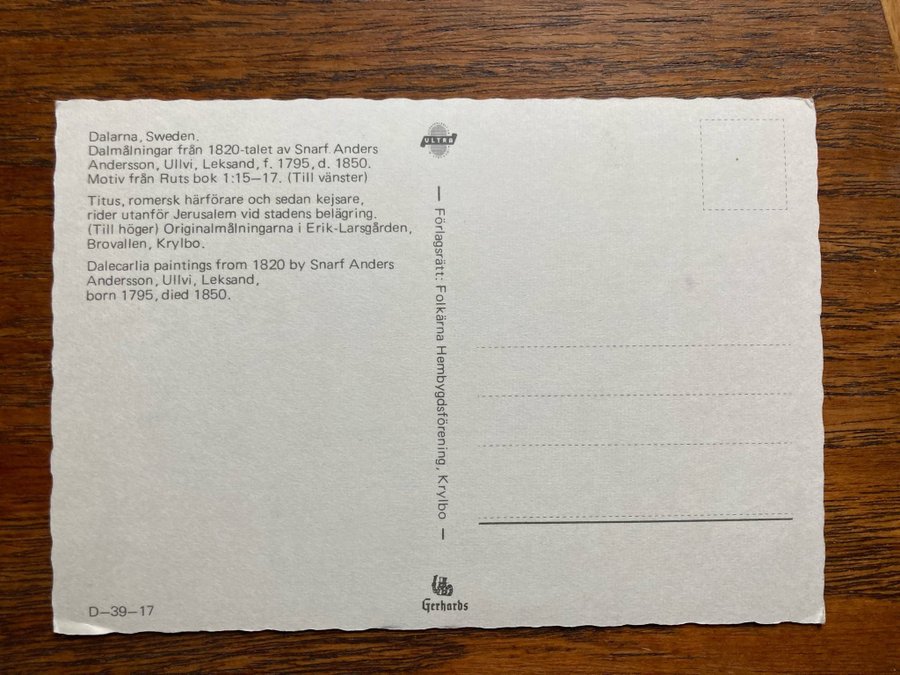 Dalarna, Sweden.
Dalmålningar från 1820-talet av Snarf Anders
Andersson, Ullvi, Leksand, f. 1795, d. 1850.
Motiv från Ruts bok 1:15—17. (Till vänster)
Titus, romersk härförare och sedan kejsare,
rider utanför Jerusalem vid stadens belägring.
(Till höger) Originalmålningarna i Erik-Larsgården,
Brovallen, Krylbo.
Dalecarlia paintings from 1820 by Snarf Anders
Andersson, Ullvi, Leksand,
born 1795, died 1850.
D—39—17
ULTRA
— Förlagsrätt: Folkärna Hembygdsförening, Krylbo —
Gerhards